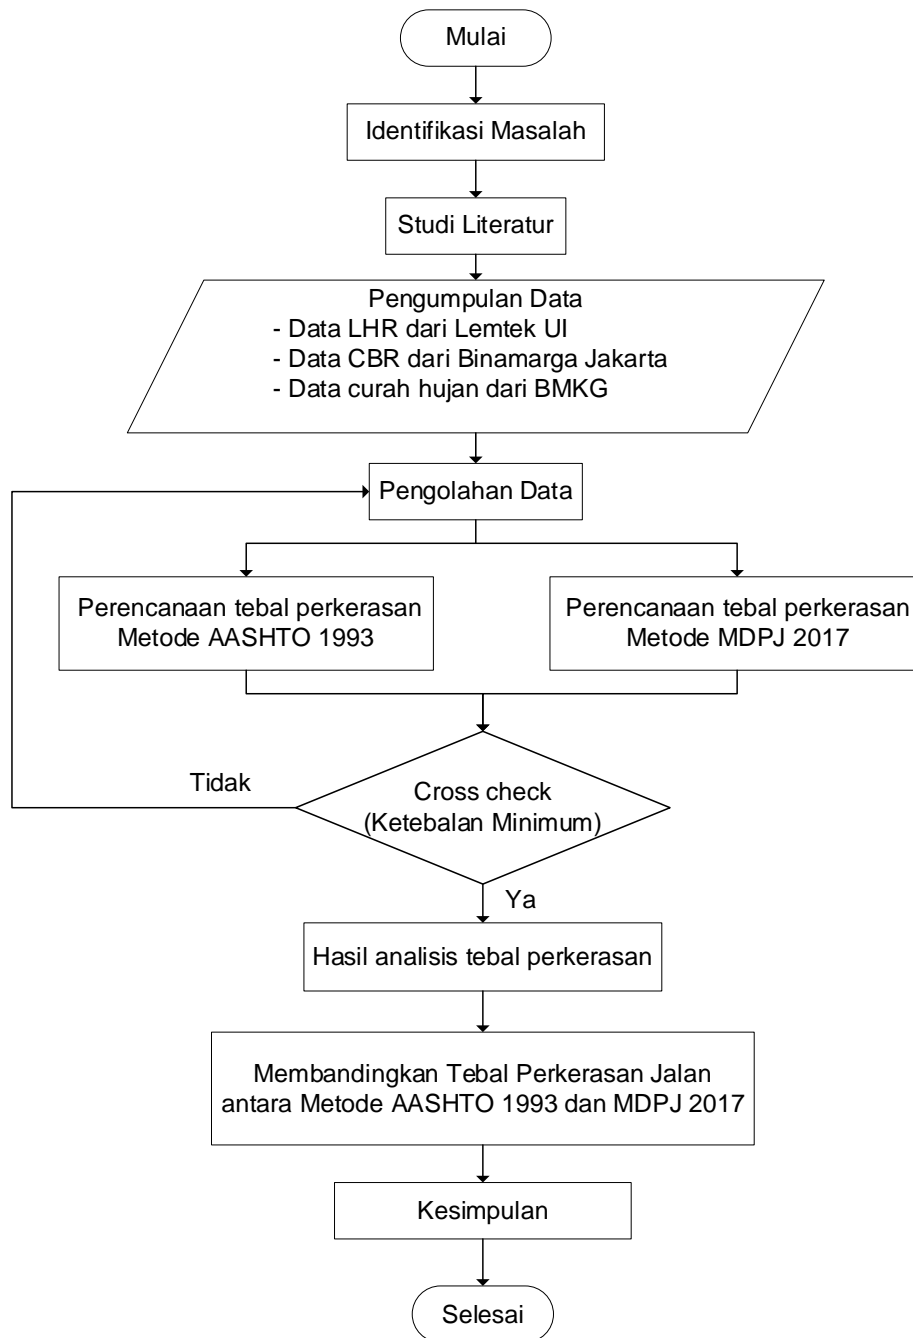 Mulai
Identifikasi Masalah
Studi Literatur
Pengumpulan Data
- Data LHR dari Lemtek UI
- Data CBR dari Binamarga Jakarta
- Data curah hujan dari BMKG
Pengolahan Data
Perencanaan tebal perkerasan
Metode AASHTO 1993
Perencanaan tebal perkerasan
Metode MDPJ 2017
Tidak
Cross check
(Ketebalan Minimum)
Ya
Hasil analisis tebal perkerasan
Membandingkan Tebal Perkerasan Jalan
antara Metode AASHTO 1993 dan MDPJ 2017
Kesimpulan
Selesai